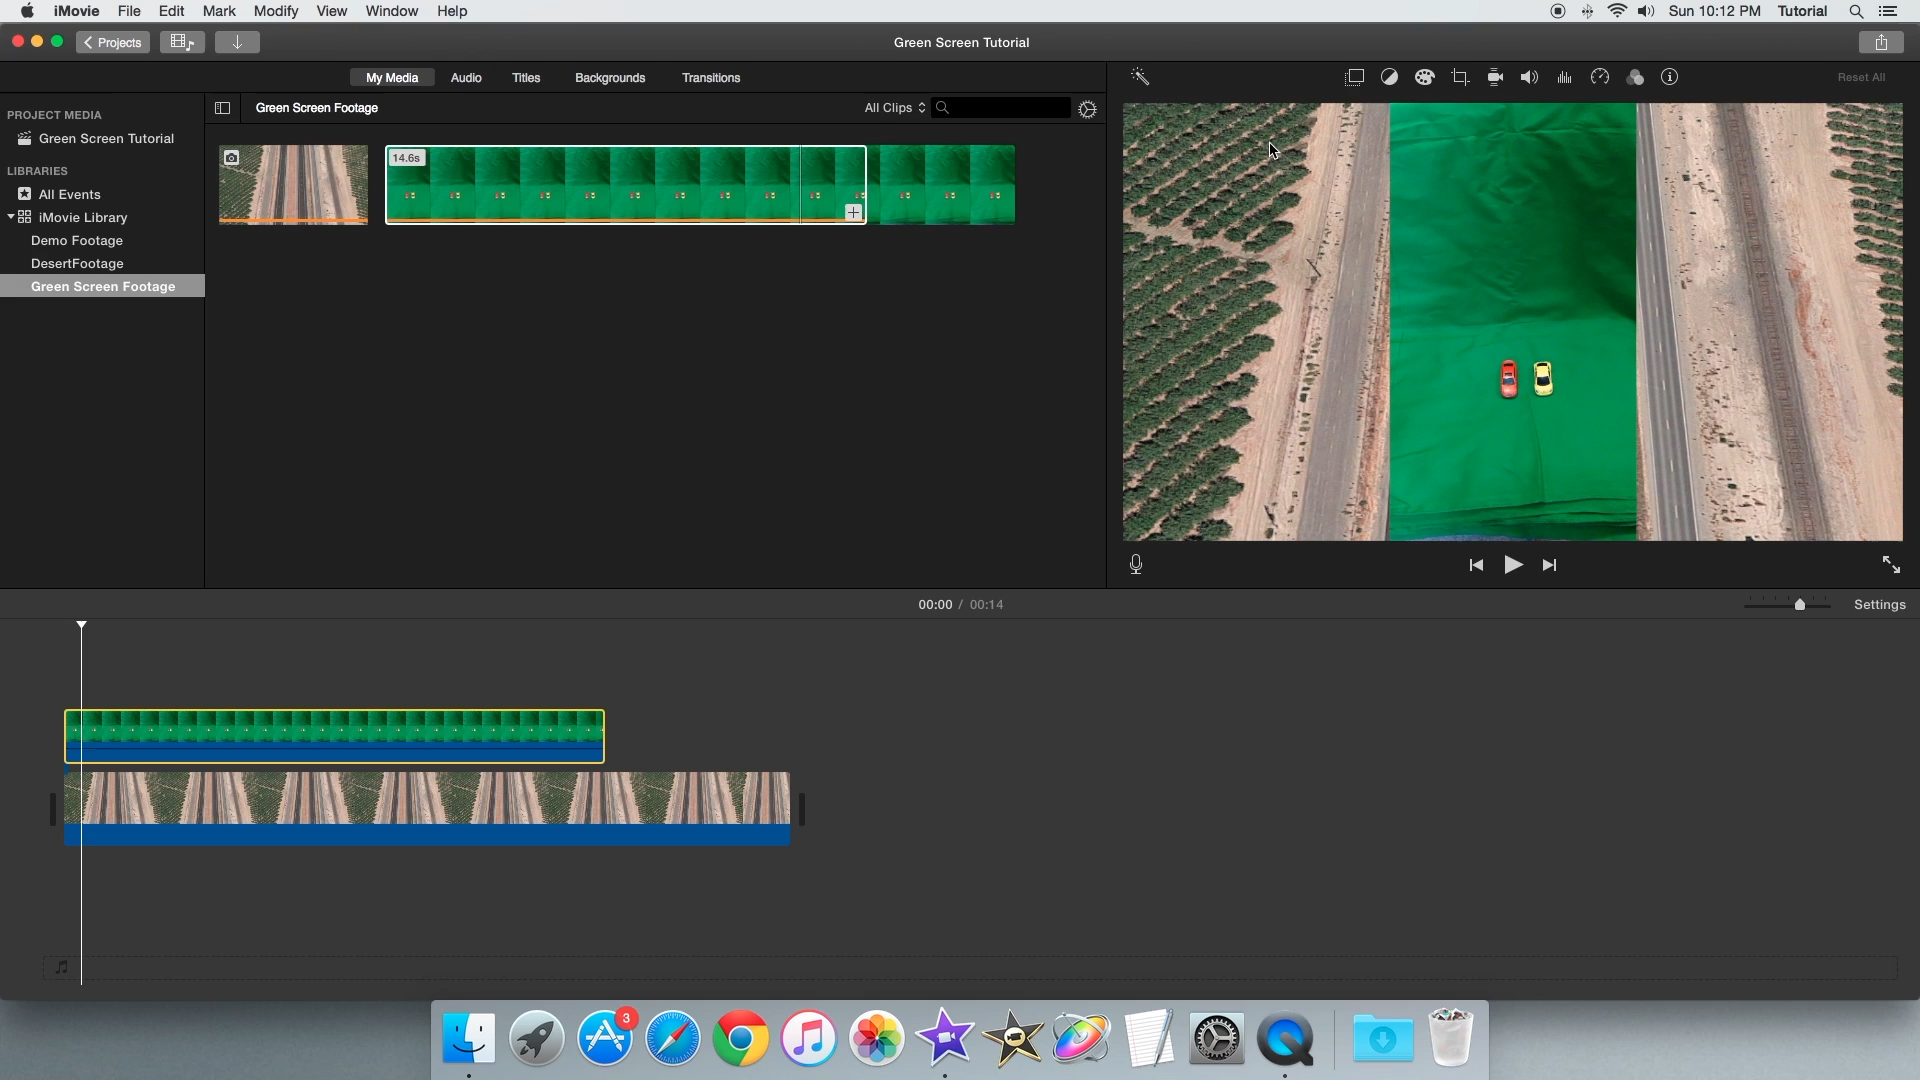 iMovie File Edit Mark Modify View Window Help Sun 10:12 PM Tutorial
Projects Green Screen Tutorial
My Media Audio Titles Backgrounds Transitions Reset All
PROJECT MEDIA
Green Screen Footage All Clips
Green Screen Tutorial
14.6s
LIBRARIES
All Events
iMovie Library
Demo Footage
DesertFootage
Green Screen Footage
00:00 / 00:14 Settings
3